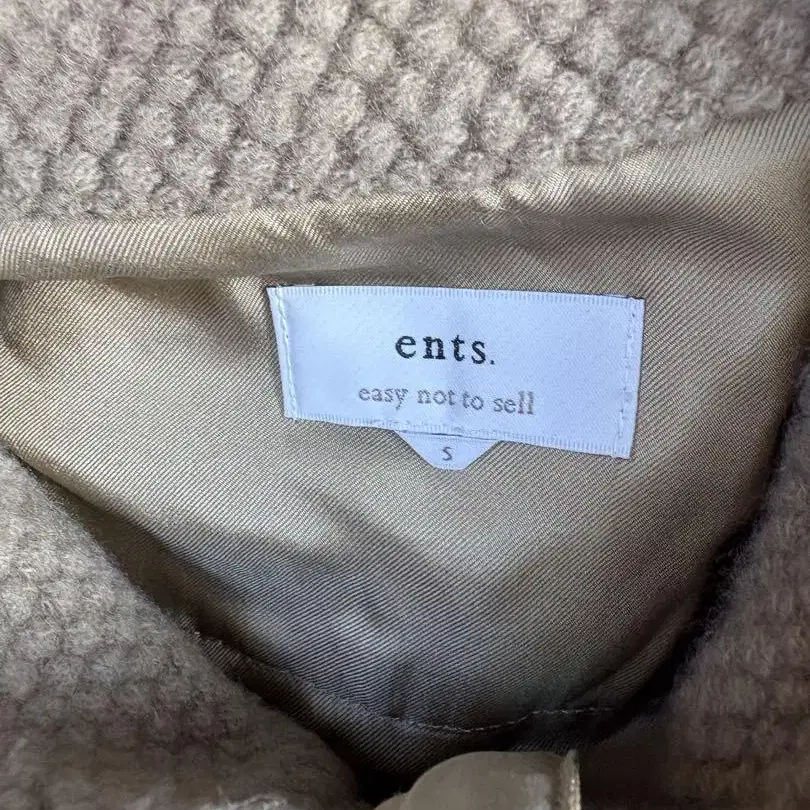 ents.
easy not to sell
S